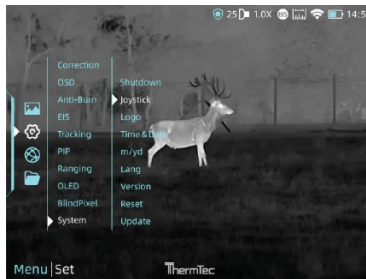 25 1.0X EIS 14:5
Correction
OSD
Anti-Burn
EIS
Tracking
PIP
Ranging
OLED
BlindPixel
System
Shutdown
Joystick
Logo
Time&Date
m/yd
Lang
Version
Reset
Update
Menu|Set
ThermTec